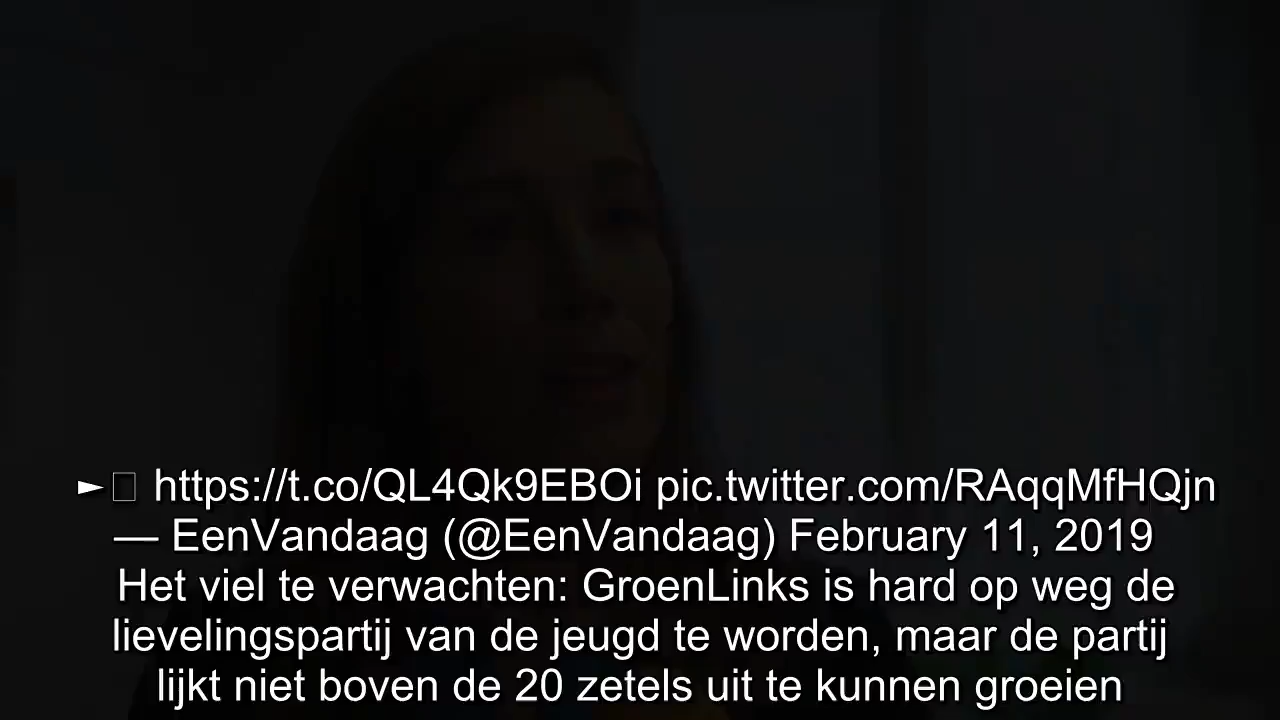 ►□ https://t.co/QL4Qk9EBOi pic.twitter.com/RAqqMfHQjn
— EenVandaag (@EenVandaag) February 11, 2019
Het viel te verwachten: GroenLinks is hard op weg de
lievelingspartij van de jeugd te worden, maar de partij
lijkt niet boven de 20 zetels uit te kunnen groeien